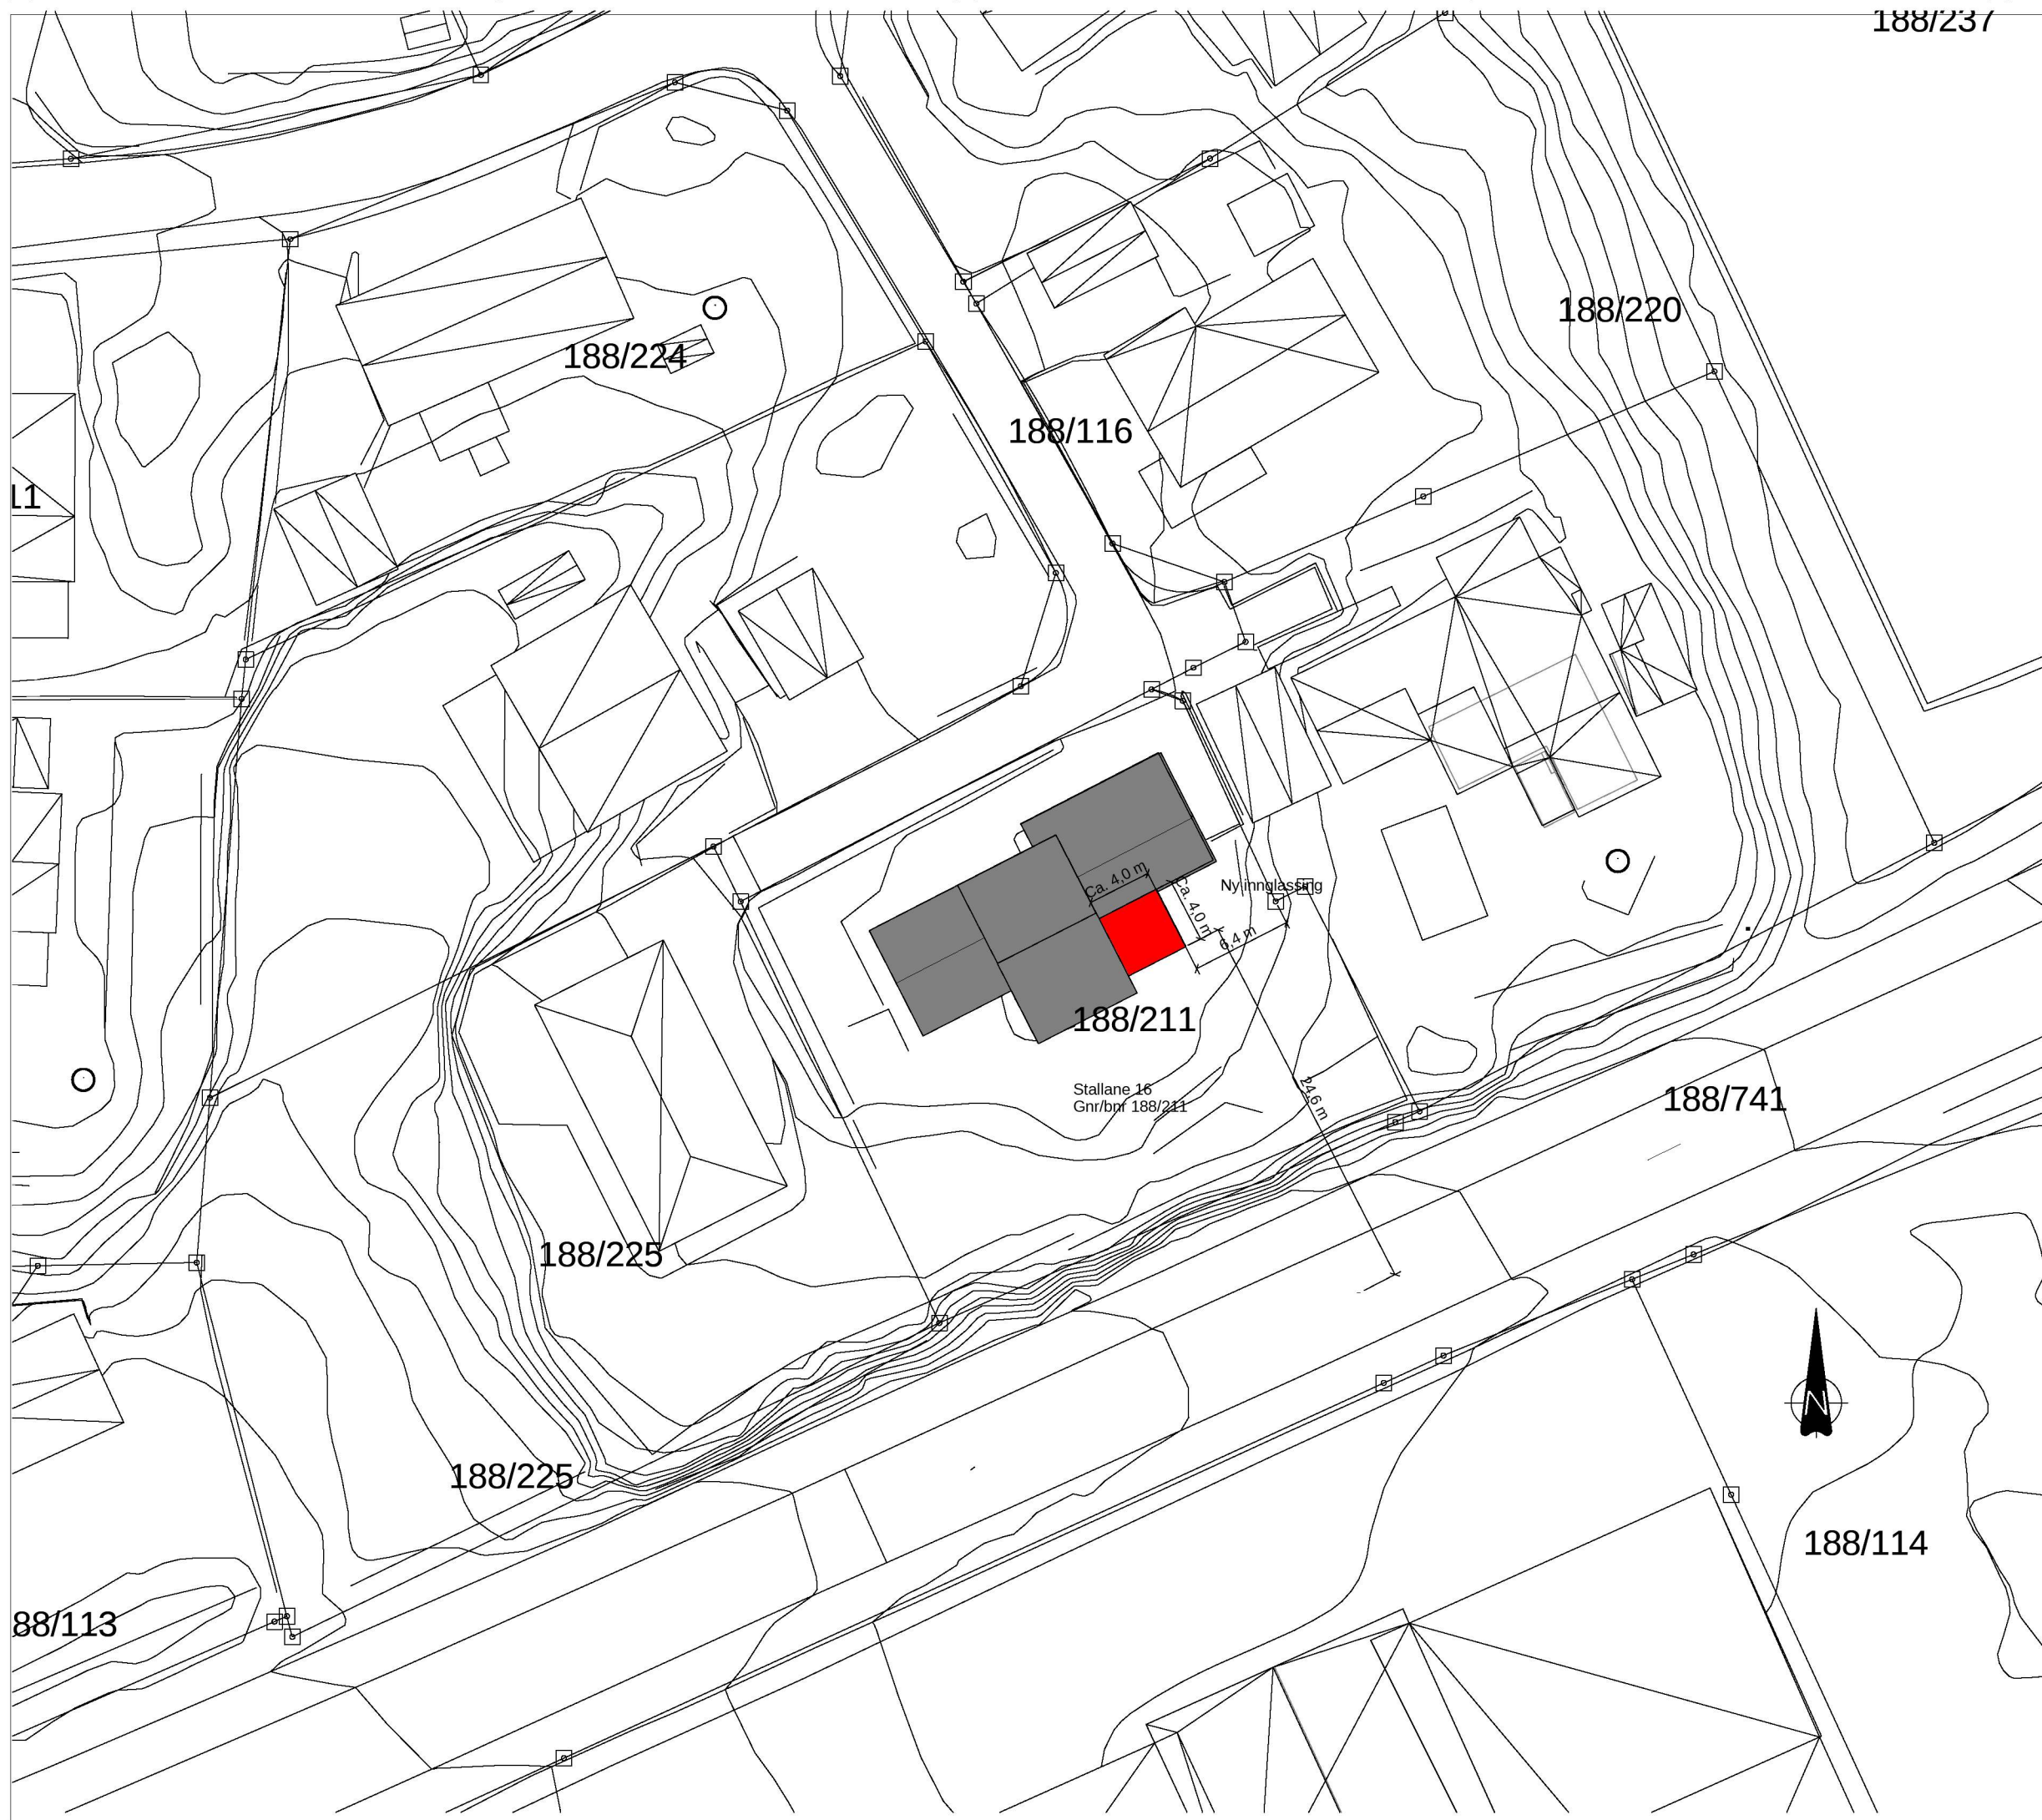 188/237
188/220
188/224
188/116
11
Ca. 4,0 m
Ny innglassing
Ca. 4,0 m
6,4 m
188/211
Stallane 16
Gnr/bnr 188/211
24,6 m
188/741
188/225
N
188/225
188/114
88/113